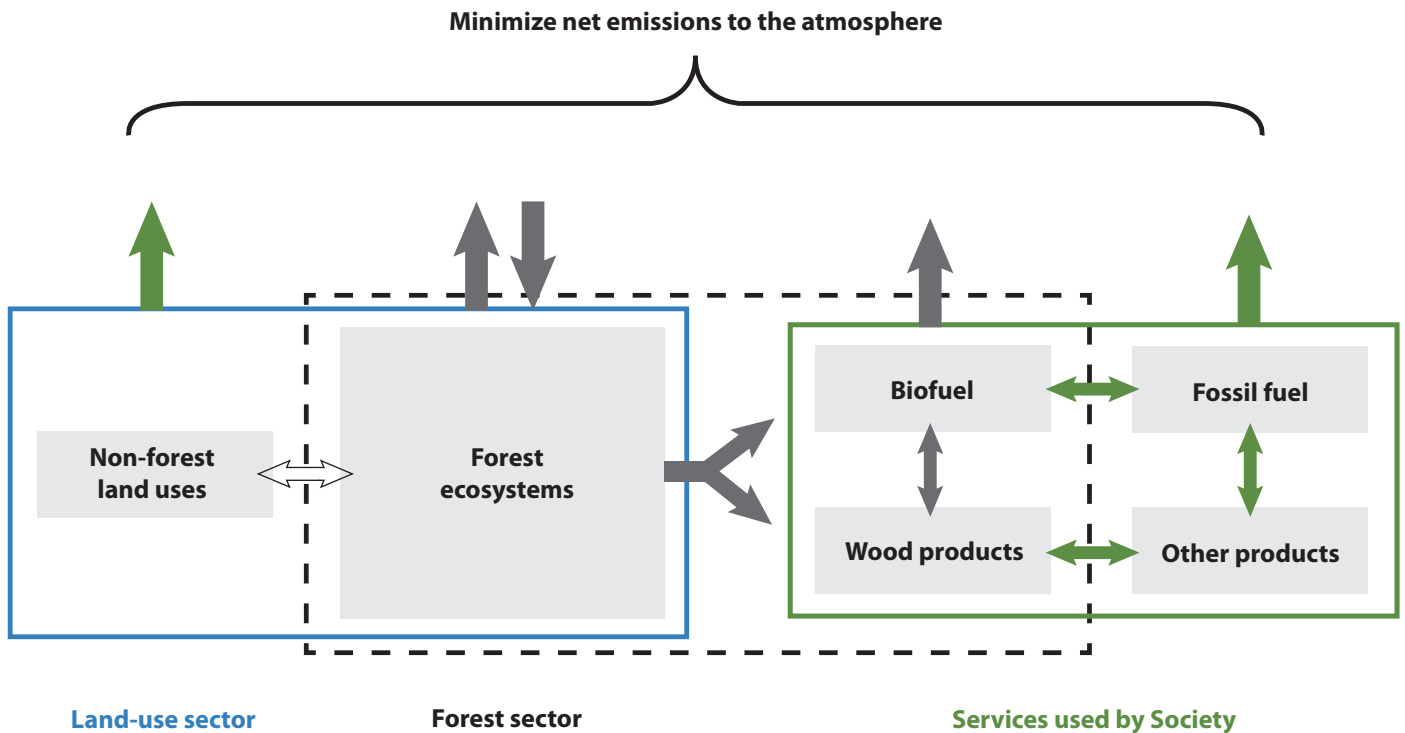 Minimize net emissions to the atmosphere
Non-forest
land uses
Forest
ecosystems
Biofuel
Fossil fuel
Wood products
Other products
Land-use sector
Forest sector
Services used by Society